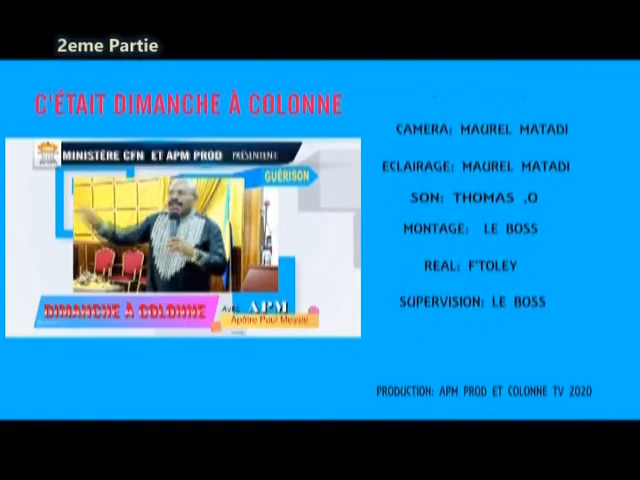 2eme Partie
C'ÉTAIT DIMANCHE À COLONNE
MINISTÈRE CFN ET APM PROD PRÉSENTENT
GUÉRISON
DIMANCHE À COLONNE
Avec APM
Apôtre Paul Messie
CAMERA: MAUREL MATADI
ECLAIRAGE: MAUREL MATADI
SON: THOMAS .O
MONTAGE: LE BOSS
REAL: F'TOLEY
SUPERVISION: LE BOSS
PRODUCTION: APM PROD ET COLONNE TV 2020